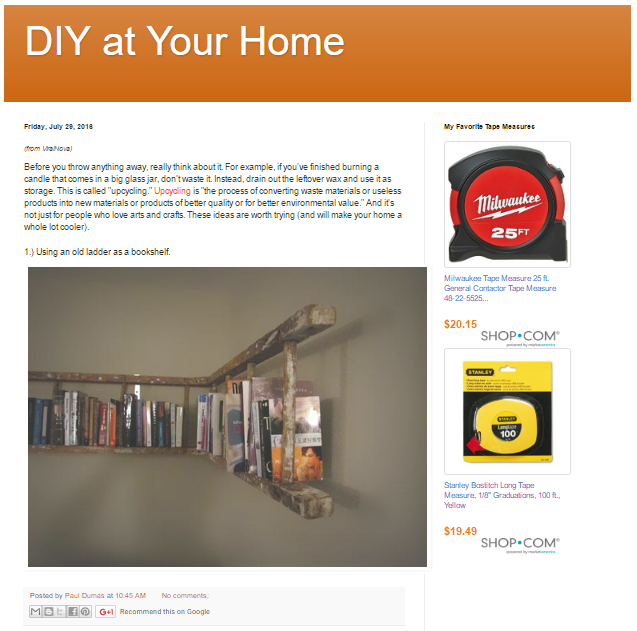 DIY at Your Home
Friday, July 29, 2016
(from ViralNova)
Before you throw anything away, really think about it. For example, if you've finished burning a
candle that comes in a big glass jar, don't waste it. Instead, drain out the leftover wax and use it as
storage. This is called "upcycling." Upcycling is "the process of converting waste materials or useless
products into new materials or products of better quality or for better environmental value." And it's
not just for people who love arts and crafts. These ideas are worth trying (and will make your home a
whole lot cooler).
1.) Using an old ladder as a bookshelf.
Posted by Paul Dumas at 10:45 AM No comments:
G+1 Recommend this on Google
My Favorite Tape Measures
Milwaukee
25FT
Milwaukee Tape Measure 25 ft.
General Contactor Tape Measure
48-22-5525...
$20.15
SHOP•COM
powered by marketamerica
STANLEY
STANLEY
100
Stanley Bostitch Long Tape
Measure, 1/8" Graduations, 100 ft.,
Yellow
$19.49
SHOP•COM
powered by marketamerica